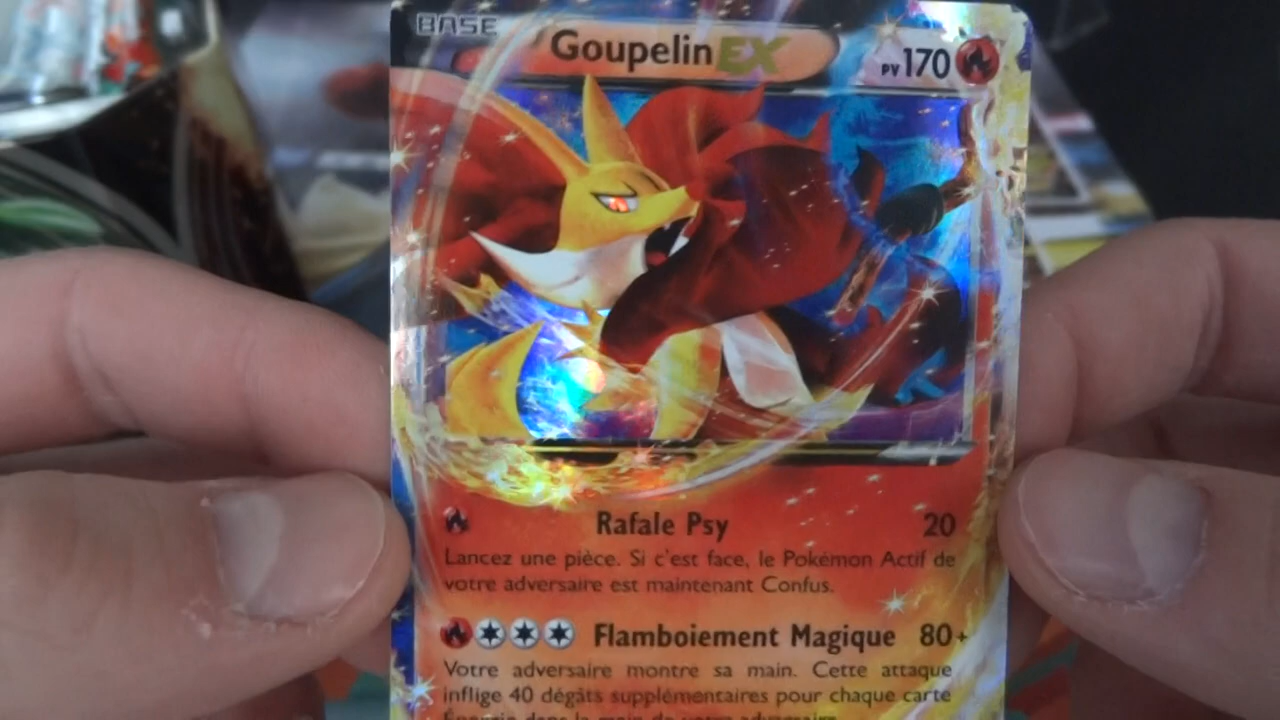 BASE
Goupelin EX PV 170
Rafale Psy 20
Lancez une pièce. Si c'est face, le Pokémon Actif de
votre adversaire est maintenant Confus.
Flamboiement Magique 80+
Votre adversaire montre sa main. Cette attaque
inflige 40 dégâts supplémentaires pour chaque carte
Énergie dans la main de votre adversaire.